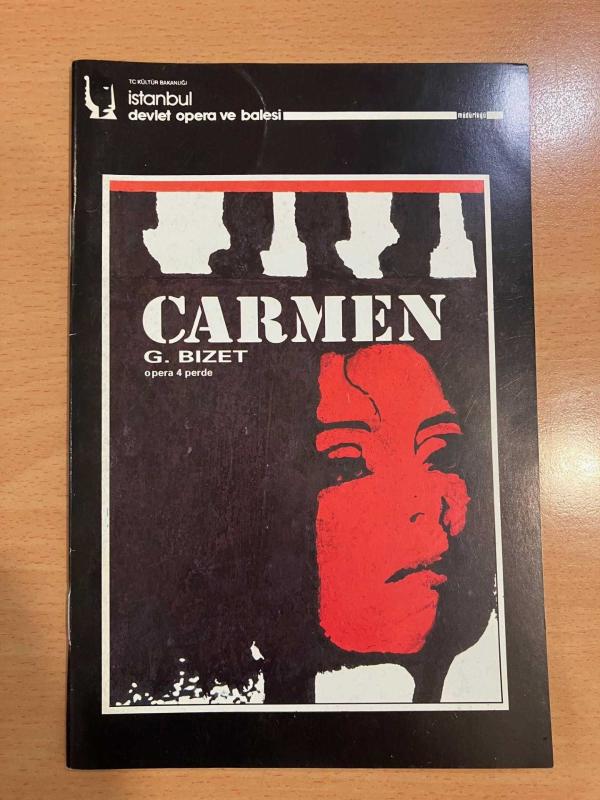 TC KÜLTÜR BAKANLIĞI
istanbul
devlet opera ve balesi
müdürlüğü
CARMEN
G. BIZET
opera 4 perde